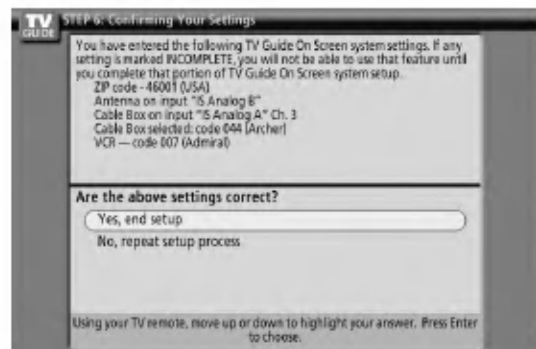 TV
GUIDE
STEP 6: Confirming Your Settings
You have entered the following TV Guide On Screen system settings. If any
setting is marked INCOMPLETE, you will not be able to use that feature until
you complete that portion of TV Guide On Screen system setup.
ZIP code - 46001 (USA)
Antenna on input "IS Analog B"
Cable Box on input "IS Analog A" Ch. 3
Cable Box selected: code 044 (Archer)
VCR — code 007 (Admiral)
Are the above settings correct?
Yes, end setup
No, repeat setup process
Using your TV remote, move up or down to highlight your answer. Press Enter
to choose.